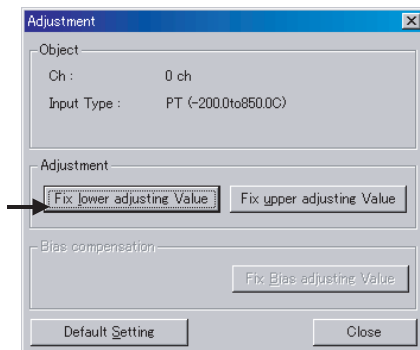 Adjustment
Object
Ch : 0 ch
Input Type : PT (-200.0to850.0C)
Adjustment
Fix lower adjusting Value Fix upper adjusting Value
Bias compensation
Fix Bias adjusting Value
Default Setting Close